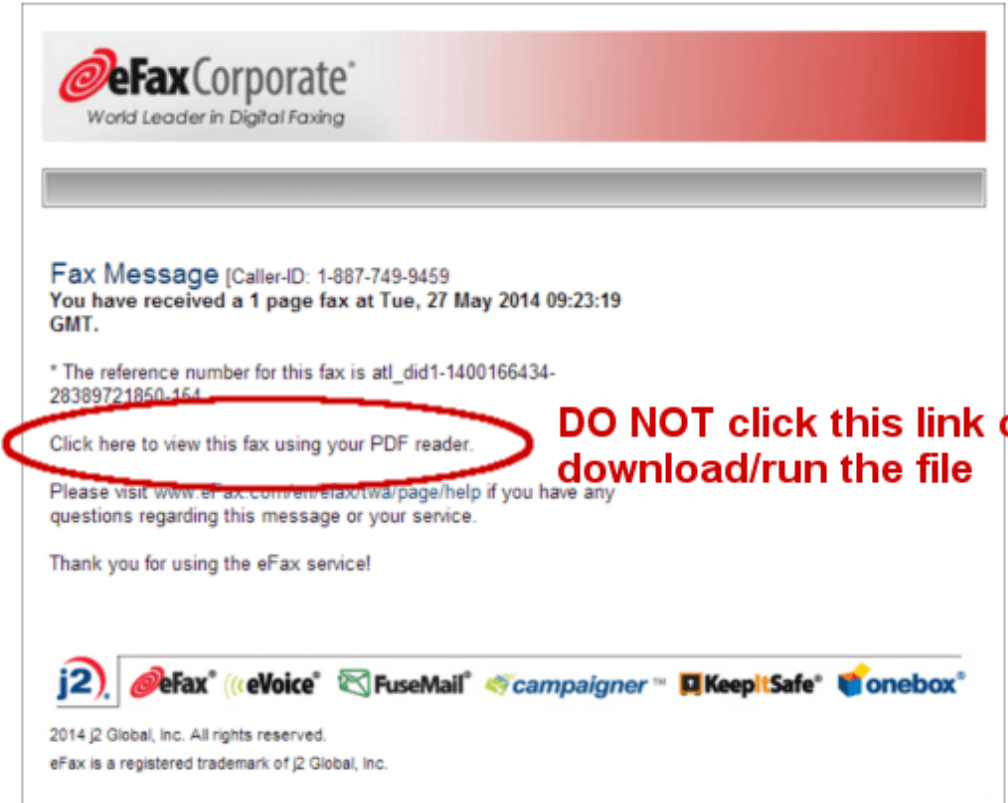 eFax Corporate®
World Leader in Digital Faxing
Fax Message [Caller-ID: 1-887-749-9459
You have received a 1 page fax at Tue, 27 May 2014 09:23:19
GMT.
* The reference number for this fax is atl_did1-1400166434-
28389721850-164
Click here to view this fax using your PDF reader.
DO NOT click this link
download/run the file
Please visit www.eFax.com/en/efax/twa/page/help if you have any
questions regarding this message or your service.
Thank you for using the eFax service!
j2 eFax® eVoice® FuseMail® campaigner™ KeepItSafe® onebox®
2014 j2 Global, Inc. All rights reserved.
eFax is a registered trademark of j2 Global, Inc.